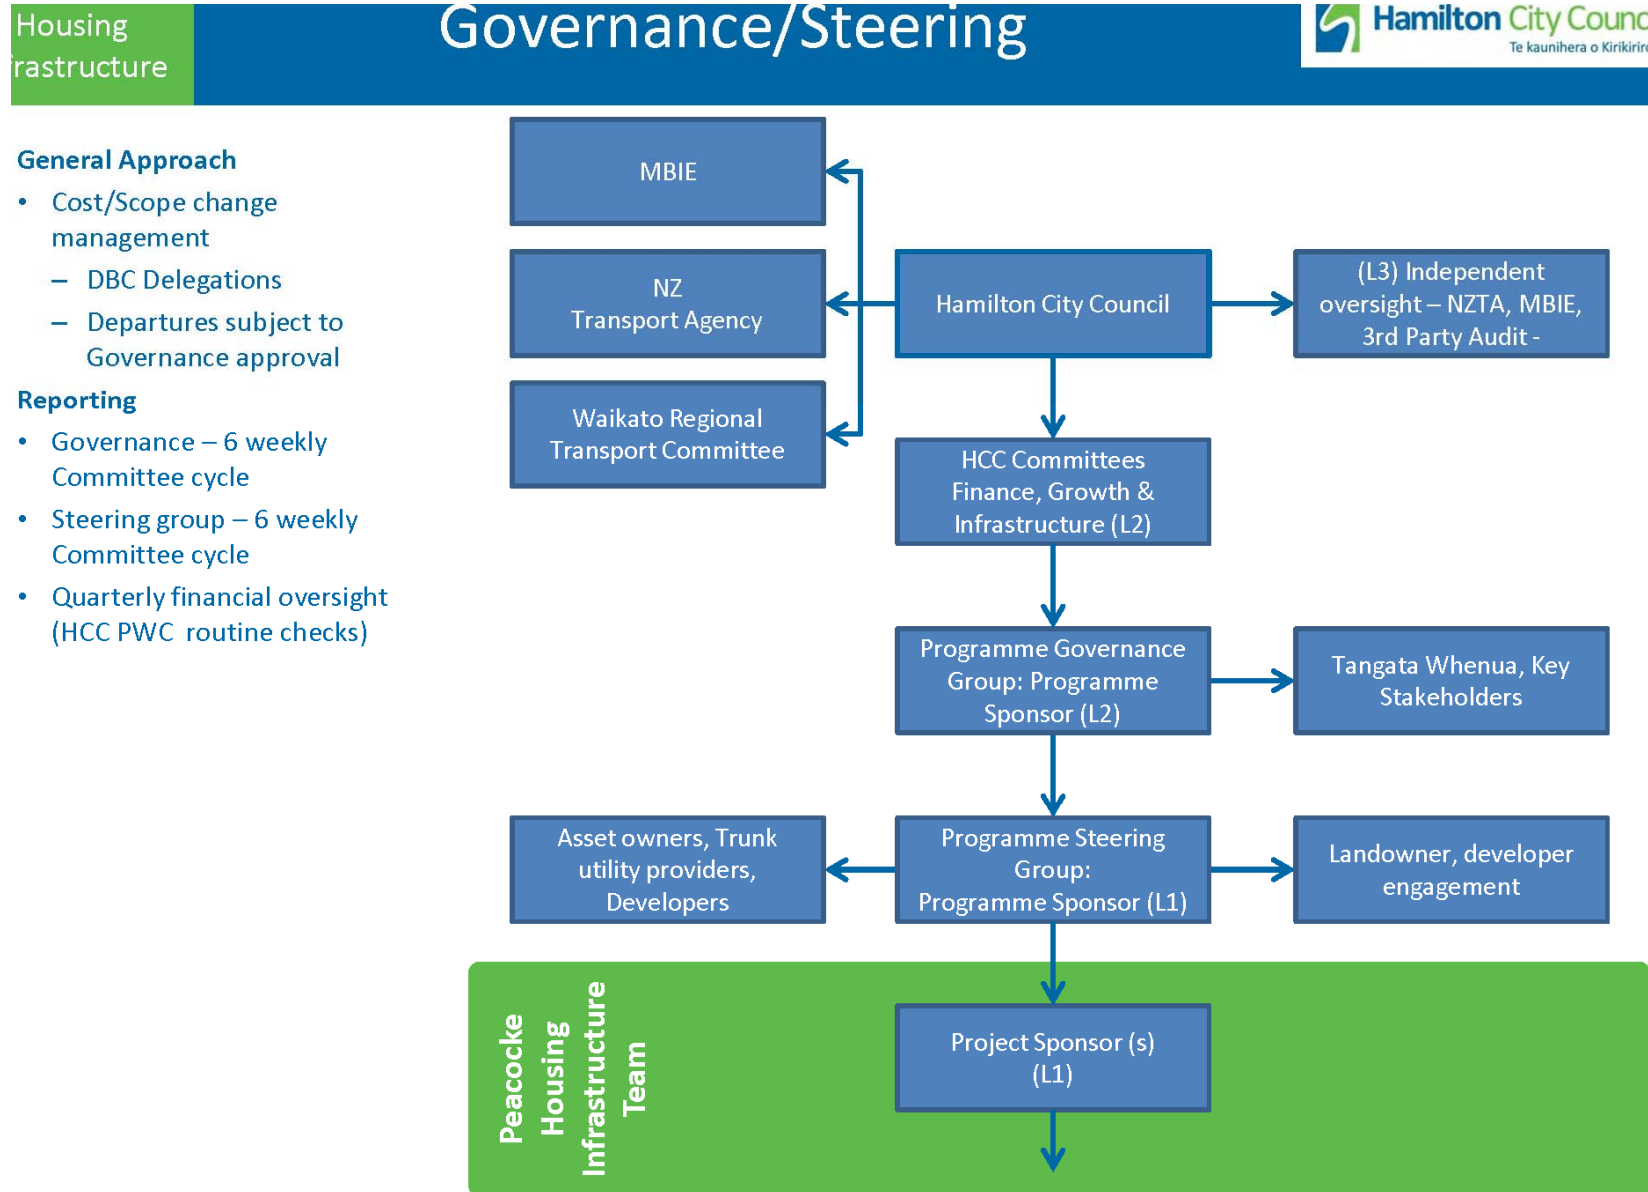 Housing
frastructure
Governance/Steering
Hamilton City Counc
Te kaunihera o Kirikiriro
General Approach
• Cost/Scope change
management
– DBC Delegations
– Departures subject to
Governance approval
Reporting
• Governance – 6 weekly
Committee cycle
• Steering group – 6 weekly
Committee cycle
• Quarterly financial oversight
(HCC PWC routine checks)
MBIE
NZ
Transport Agency
Waikato Regional
Transport Committee
Hamilton City Council
(L3) Independent
oversight – NZTA, MBIE,
3rd Party Audit -
HCC Committees
Finance, Growth &
Infrastructure (L2)
Programme Governance
Group: Programme
Sponsor (L2)
Tangata Whenua, Key
Stakeholders
Asset owners, Trunk
utility providers,
Developers
Programme Steering
Group:
Programme Sponsor (L1)
Landowner, developer
engagement
Peacocke
Housing
Infrastructure
Team
Project Sponsor (s)
(L1)